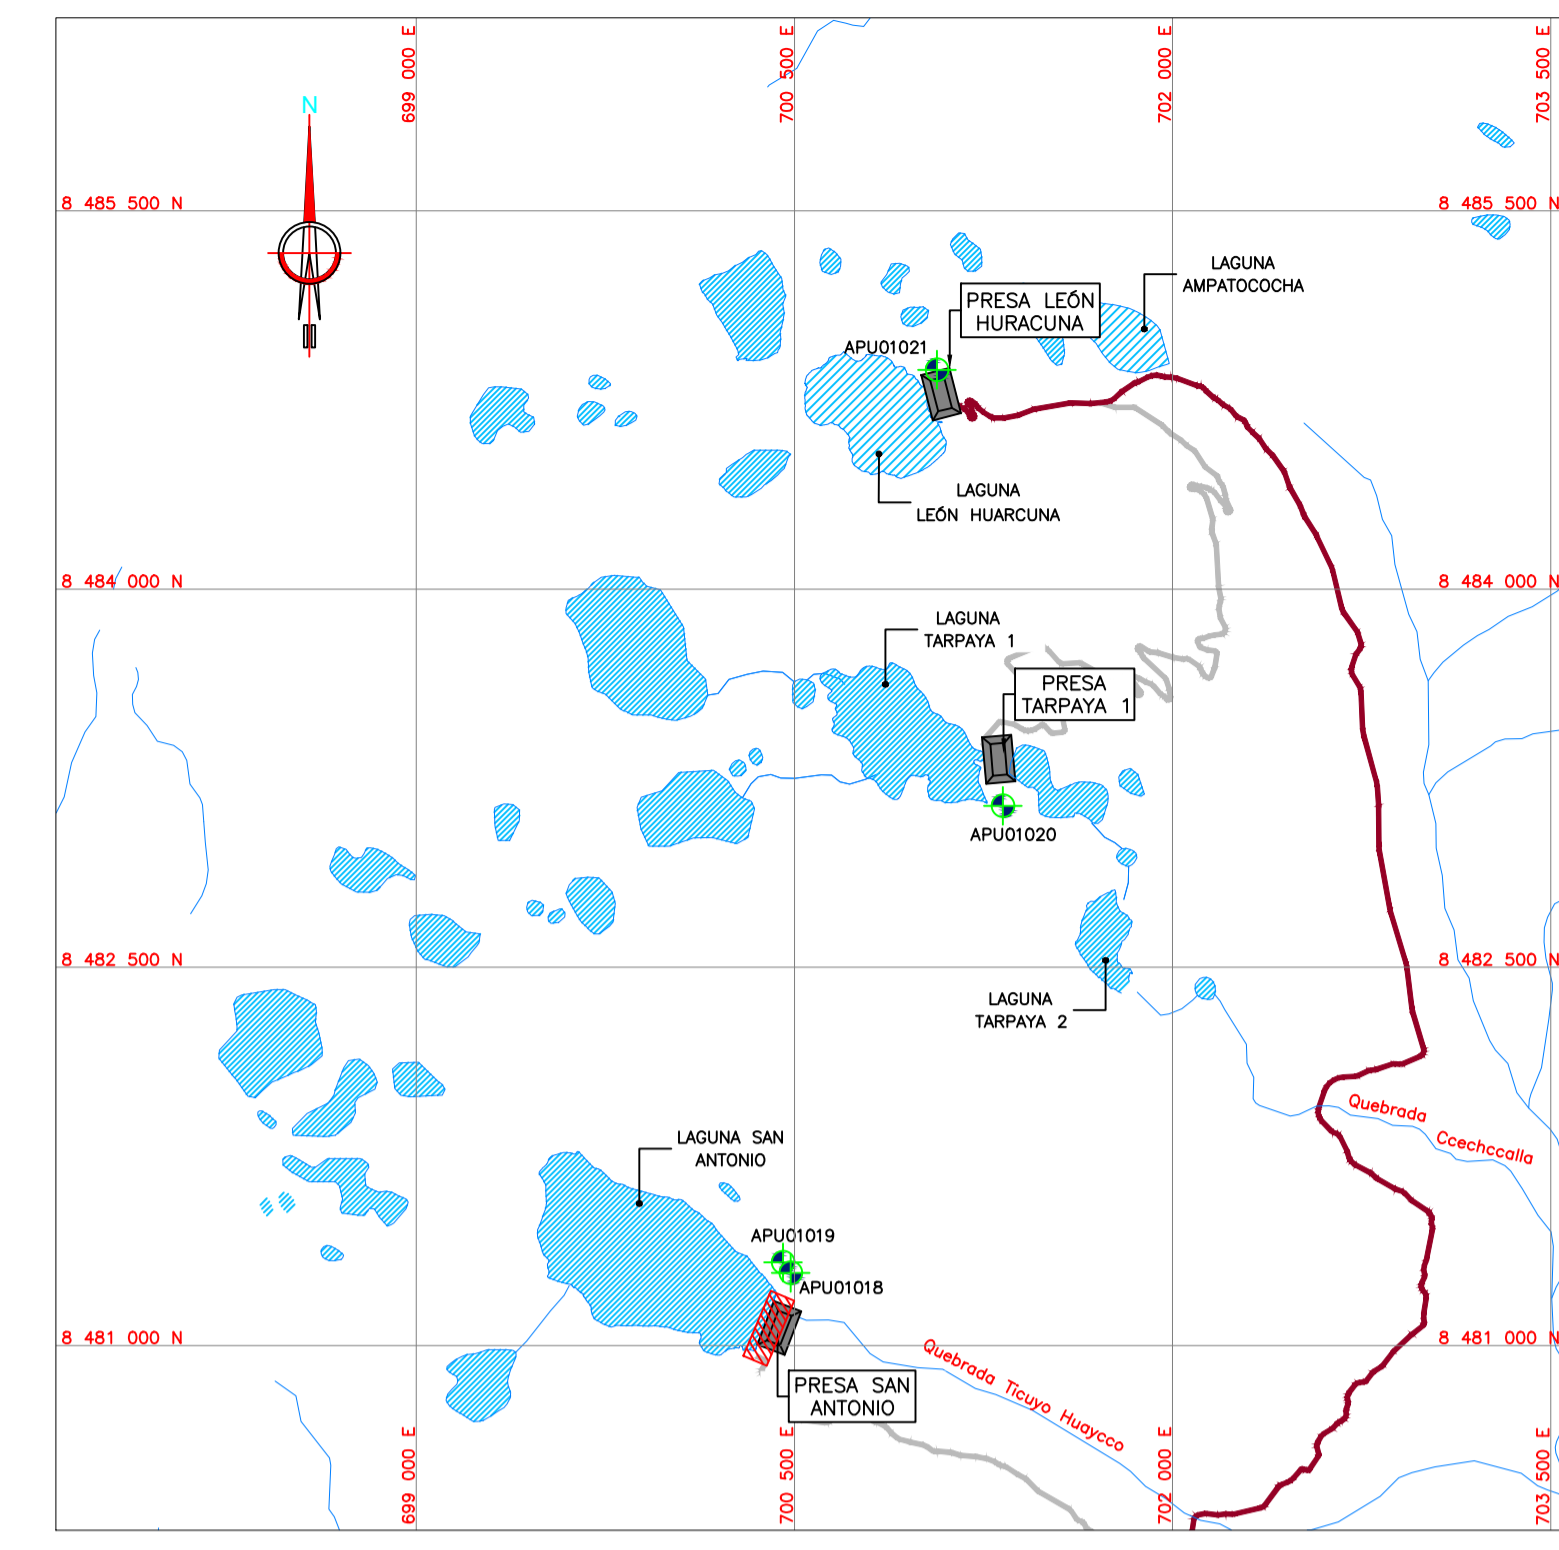 699 000 E
700 500 E
702 000 E
703 500 E
N
8 485 500 N
8 485 500 N
LAGUNA
AMPATOCOCHA
PRESA LEÓN
HURACUNA
APU01021
LAGUNA
LEÓN HUARCUNA
8 484 000 N
8 484 000 N
LAGUNA
TARPAYA 1
PRESA
TARPAYA 1
APU01020
8 482 500 N
8 482 500 N
LAGUNA
TARPAYA 2
Quebrada Ccechccalla
LAGUNA SAN
ANTONIO
APU01019
APU01018
8 481 000 N
8 481 000 N
Quebrada Ticuyo Huaycco
PRESA SAN
ANTONIO
699 000 E
700 500 E
702 000 E
703 500 E